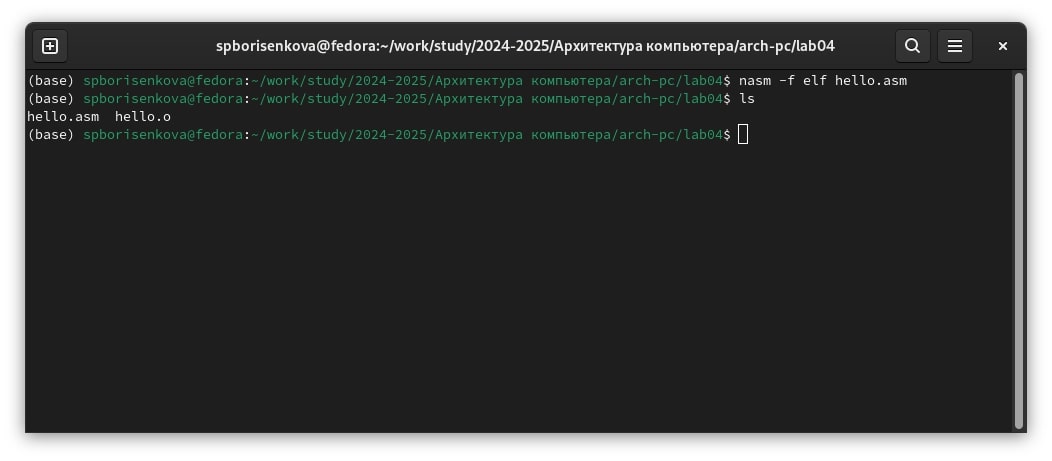 spborisenkova@fedora:~/work/study/2024-2025/Архитектура компьютера/arch-pc/lab04
(base) spborisenkova@fedora:~/work/study/2024-2025/Архитектура компьютера/arch-pc/lab04$ nasm -f elf hello.asm
(base) spborisenkova@fedora:~/work/study/2024-2025/Архитектура компьютера/arch-pc/lab04$ ls
hello.asm  hello.o
(base) spborisenkova@fedora:~/work/study/2024-2025/Архитектура компьютера/arch-pc/lab04$